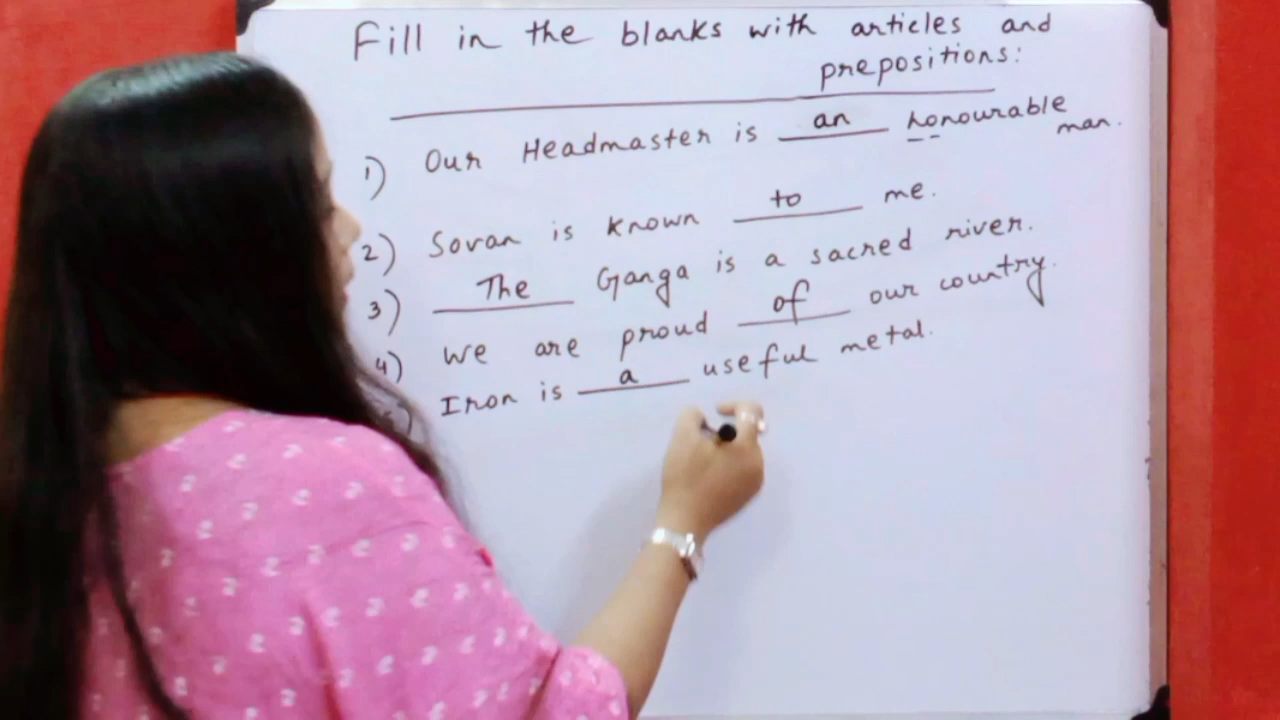 Fill in the blanks with articles and
prepositions:
1) Our Headmaster is an honourable
man.
2) Sovan is known to me.
3) The Ganga is a sacred river.
4) We are proud of our country.
5) Iron is a useful metal.